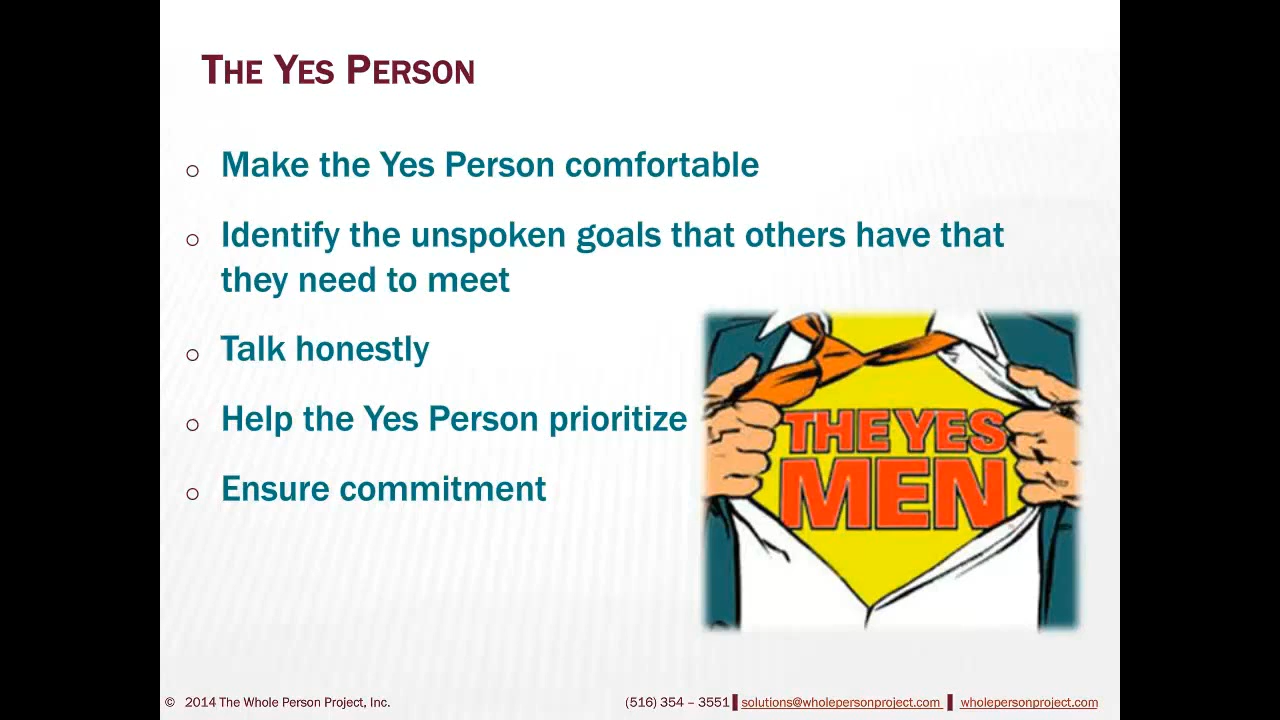 THE YES PERSON
o Make the Yes Person comfortable
o Identify the unspoken goals that others have that
they need to meet
o Talk honestly
o Help the Yes Person prioritize
o Ensure commitment
THE YES
MEN
© 2014 The Whole Person Project, Inc. (516) 354 – 3551 | solutions@wholepersonproject.com | wholepersonproject.com